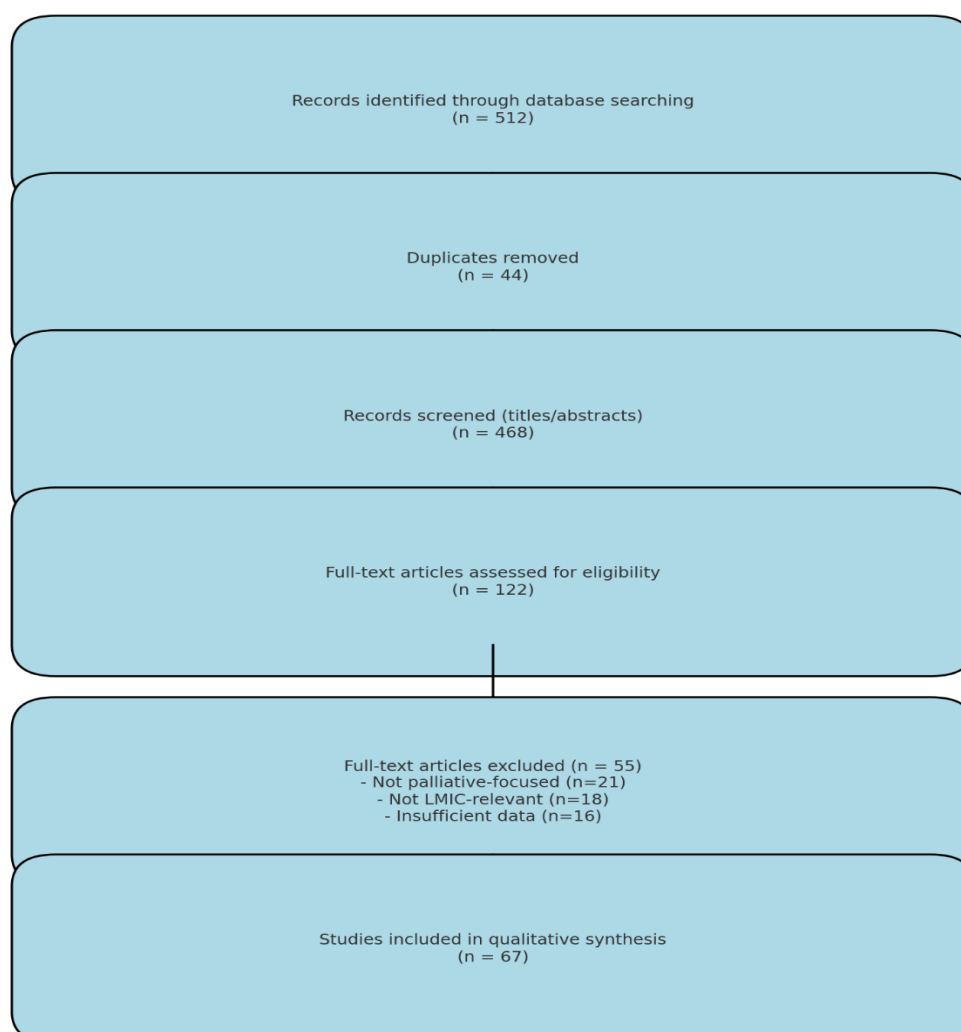 Records identified through database searching
(n = 512)
Duplicates removed
(n = 44)
Records screened (titles/abstracts)
(n = 468)
Full-text articles assessed for eligibility
(n = 122)
Full-text articles excluded (n = 55)
- Not palliative-focused (n=21)
- Not LMIC-relevant (n=18)
- Insufficient data (n=16)
Studies included in qualitative synthesis
(n = 67)